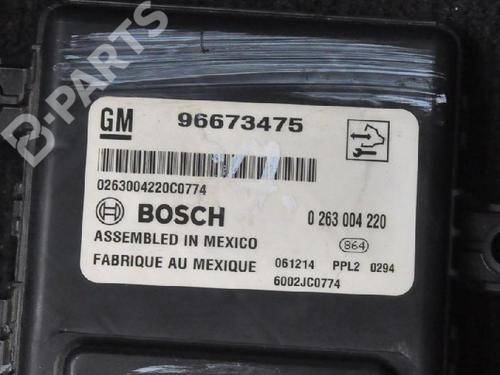 B-PARTS
GM 96673475
0263004220C0774
BOSCH 0 263 004 220
ASSEMBLED IN MEXICO 864
FABRIQUE AU MEXIQUE 061214 PPL2 0294
6002JC0774